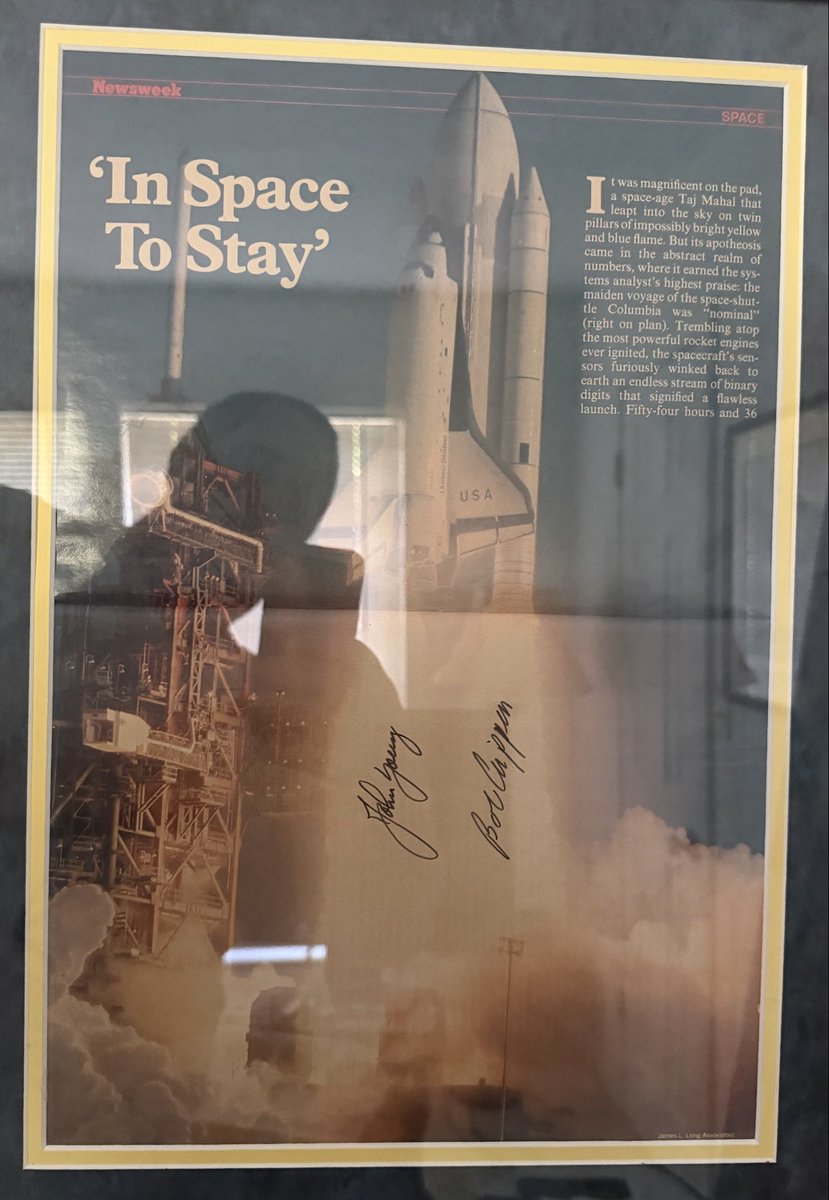 Newsweek
SPACE
‘In Space
To Stay’
It was magnificent on the pad,
a space-age Taj Mahal that
leapt into the sky on twin
pillars of impossibly bright yellow
and blue flame. But its apotheosis
came in the abstract realm of
numbers, where it earned the sys-
tems analyst’s highest praise: the
maiden voyage of the space-shut-
tle Columbia was “nominal”
(right on plan). Trembling atop
the most powerful rocket engines
ever ignited, the spacecraft’s sen-
sors furiously winked back to
earth an endless stream of binary
digits that signified a flawless
launch. Fifty-four hours and 36
United States
USA
John Young
Bob Crippen
James L. Long Associates